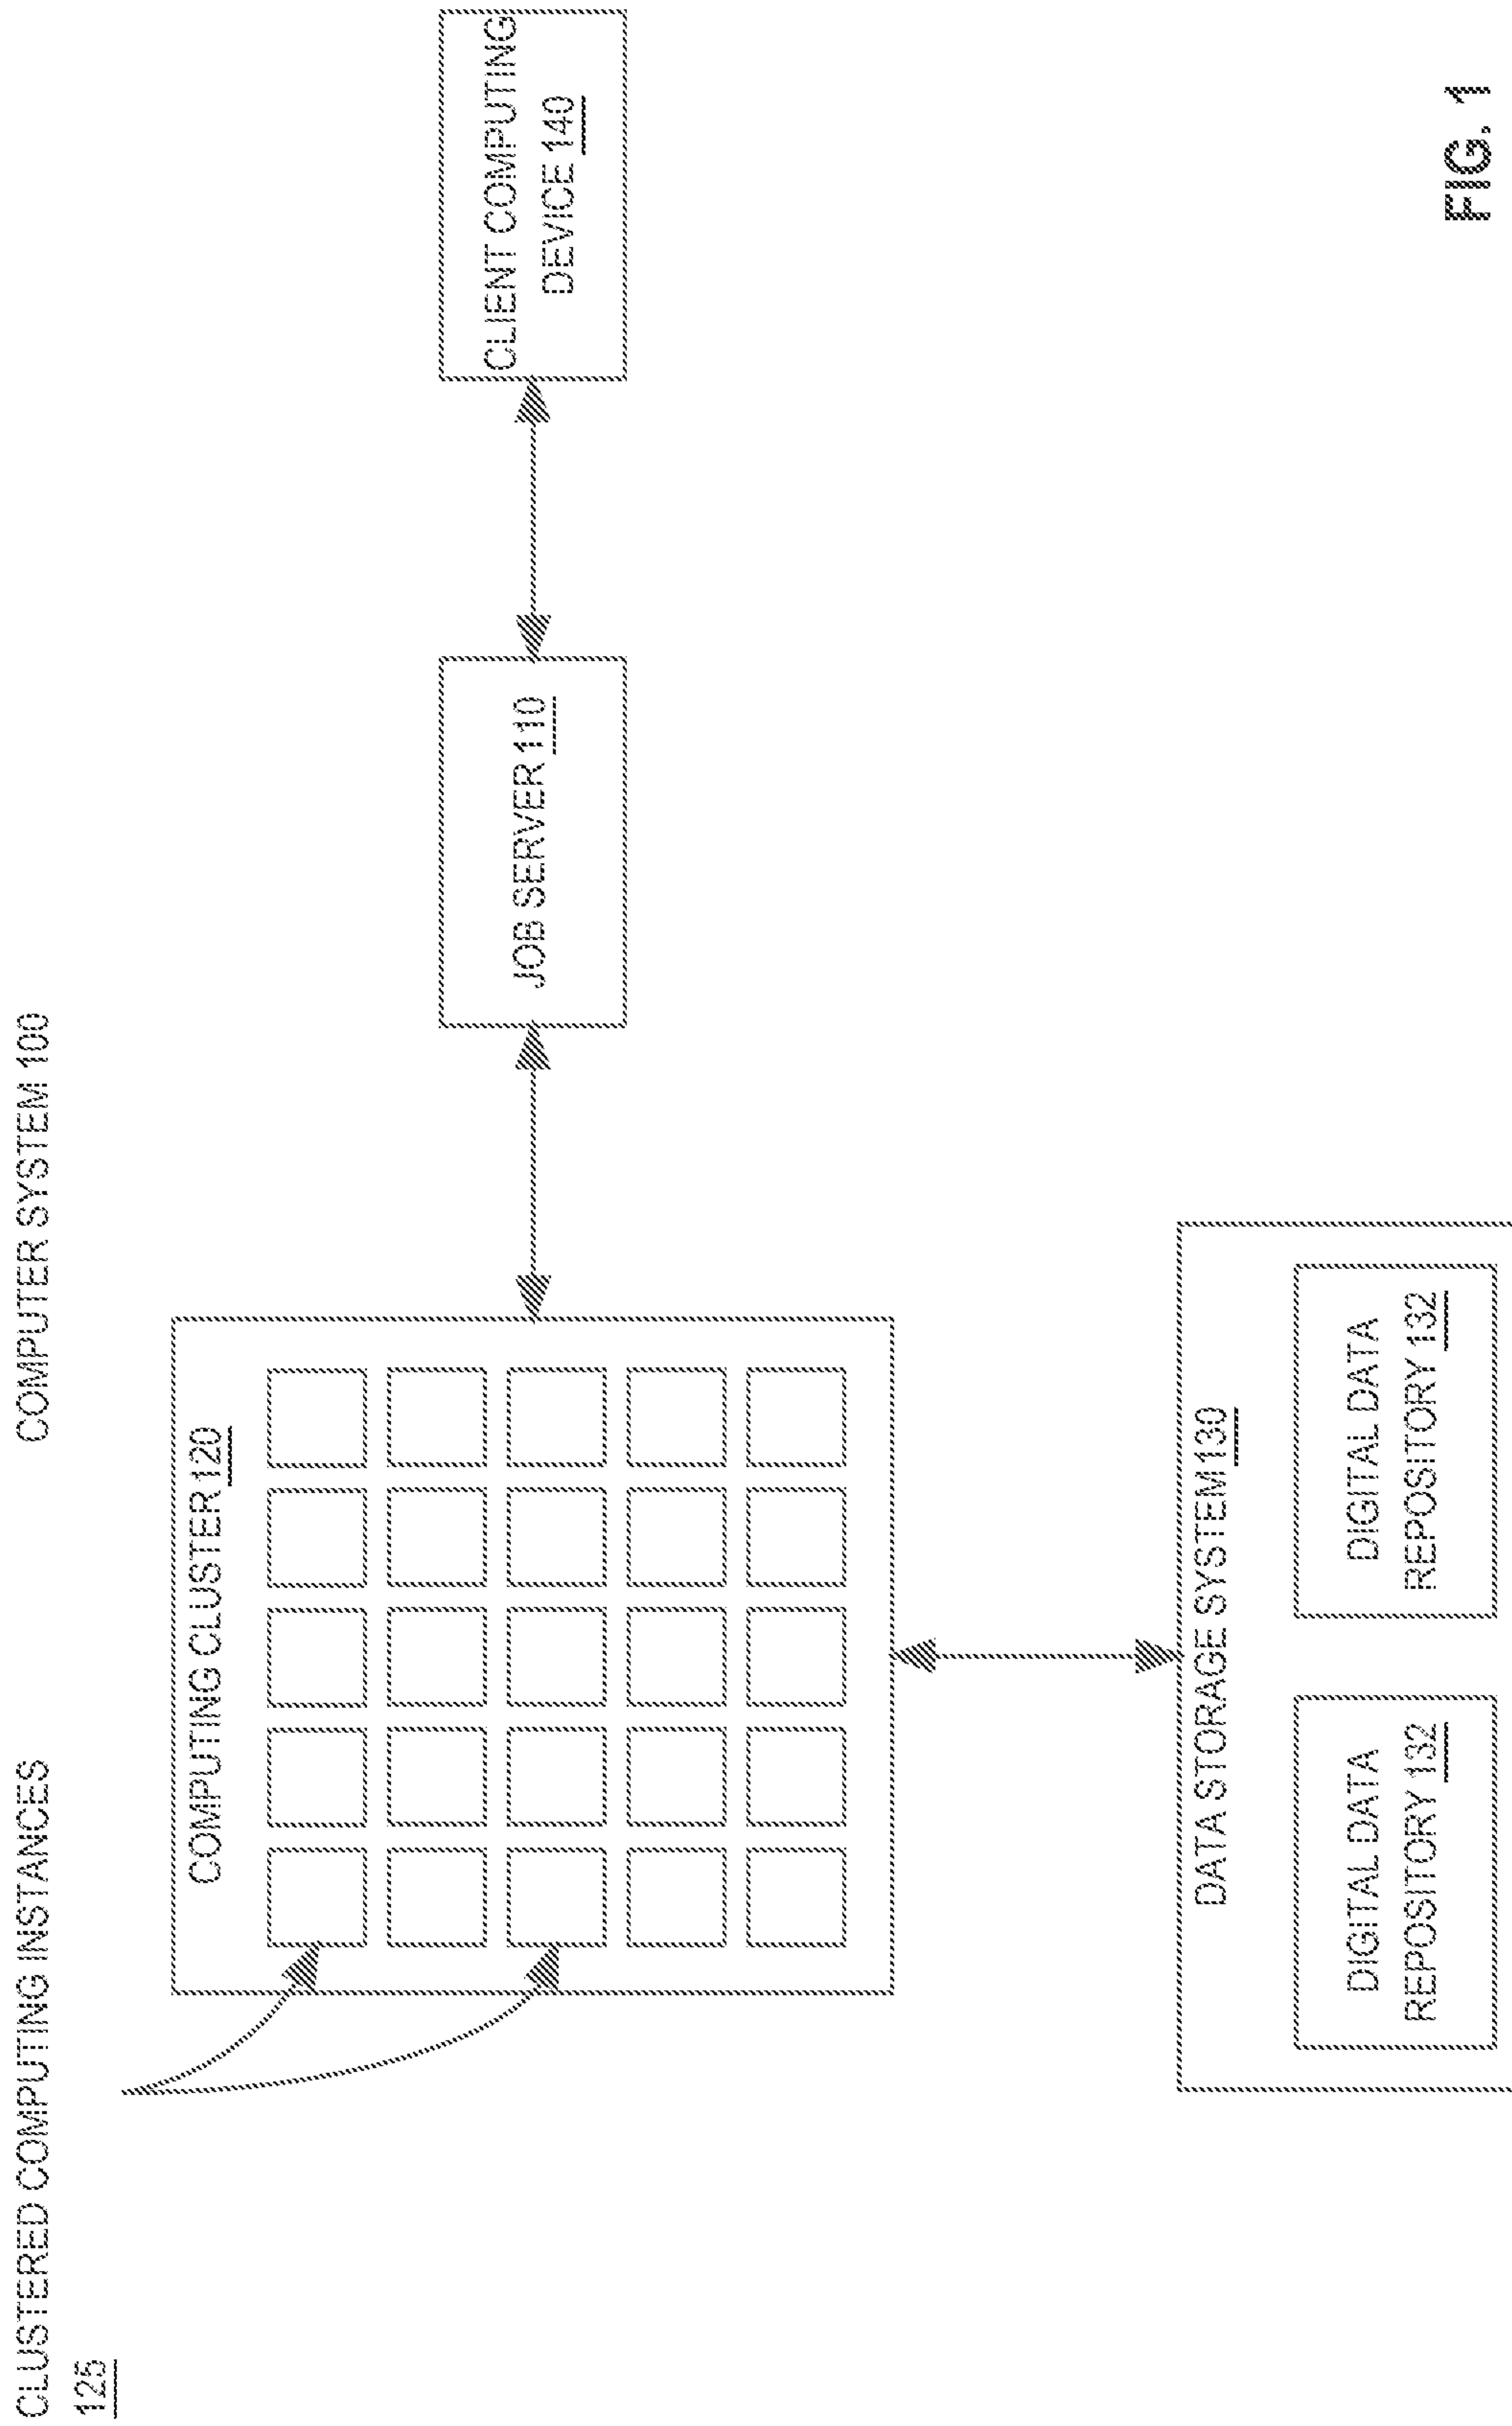 CLUSTERED COMPUTING INSTANCES
125
COMPUTER SYSTEM 100
COMPUTING CLUSTER 120
JOB SERVER 110
CLIENT COMPUTING
DEVICE 140
DATA STORAGE SYSTEM 130
DIGITAL DATA
REPOSITORY 132
DIGITAL DATA
REPOSITORY 132
FIG. 1